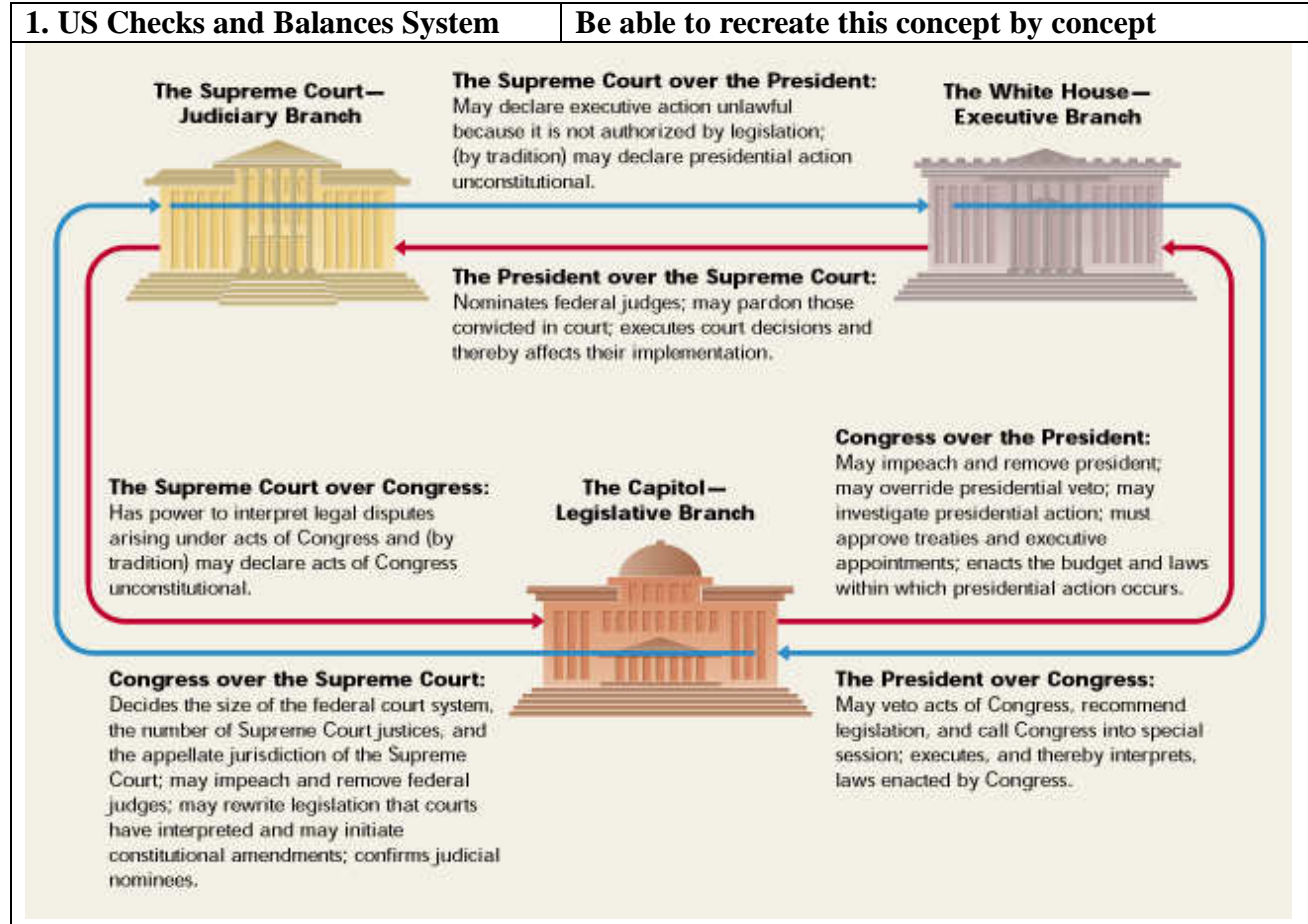 1. US Checks and Balances System
Be able to recreate this concept by concept
The Supreme Court—
Judiciary Branch
The Supreme Court over the President:
May declare executive action unlawful
because it is not authorized by legislation;
(by tradition) may declare presidential action
unconstitutional.
The White House—
Executive Branch
The President over the Supreme Court:
Nominates federal judges; may pardon those
convicted in court; executes court decisions and
thereby affects their implementation.
The Supreme Court over Congress:
Has power to interpret legal disputes
arising under acts of Congress and (by
tradition) may declare acts of Congress
unconstitutional.
The Capitol—
Legislative Branch
Congress over the President:
May impeach and remove president;
may override presidential veto; may
investigate presidential action; must
approve treaties and executive
appointments; enacts the budget and laws
within which presidential action occurs.
Congress over the Supreme Court:
Decides the size of the federal court system,
the number of Supreme Court justices, and
the appellate jurisdiction of the Supreme
Court; may impeach and remove federal
judges; may rewrite legislation that courts
have interpreted and may initiate
constitutional amendments; confirms judicial
nominees.
The President over Congress:
May veto acts of Congress, recommend
legislation, and call Congress into special
session; executes, and thereby interprets,
laws enacted by Congress.